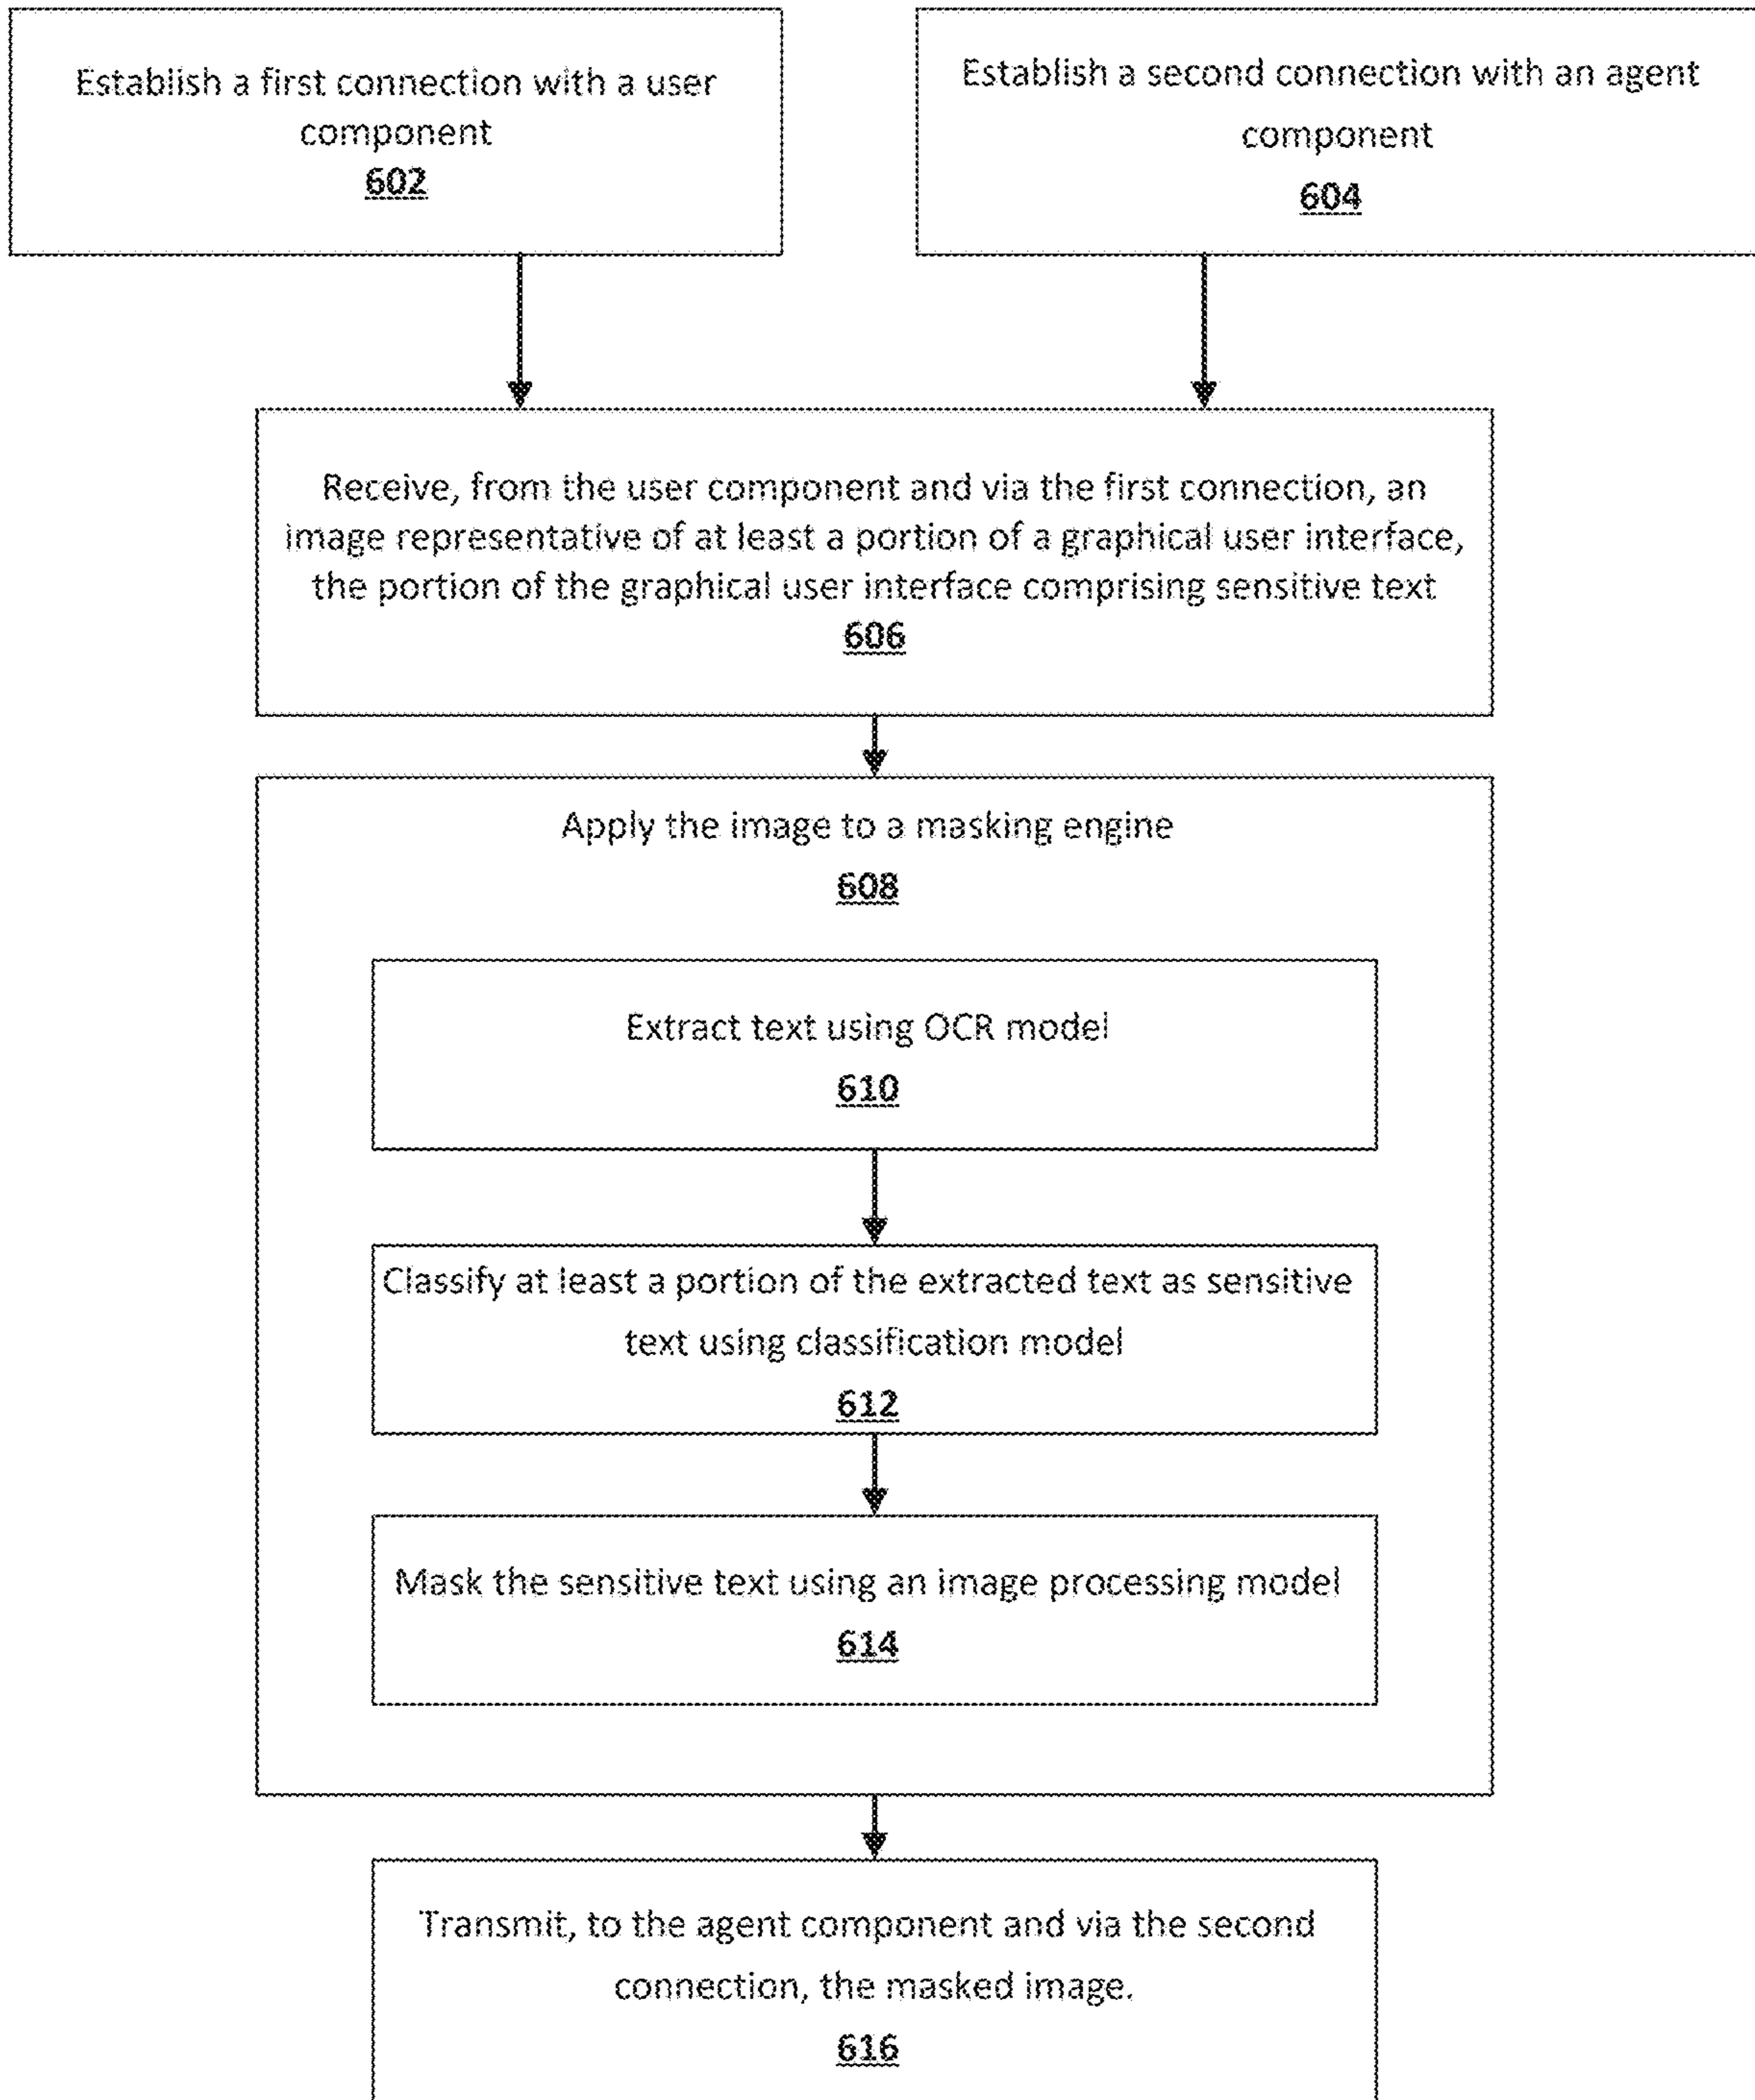 Establish a first connection with a user
component
602
Establish a second connection with an agent
component
604
Receive, from the user component and via the first connection, an
image representative of at least a portion of a graphical user interface,
the portion of the graphical user interface comprising sensitive text
606
Apply the image to a masking engine
608
Extract text using OCR model
610
Classify at least a portion of the extracted text as sensitive
text using classification model
612
Mask the sensitive text using an image processing model
614
Transmit, to the agent component and via the second
connection, the masked image.
616